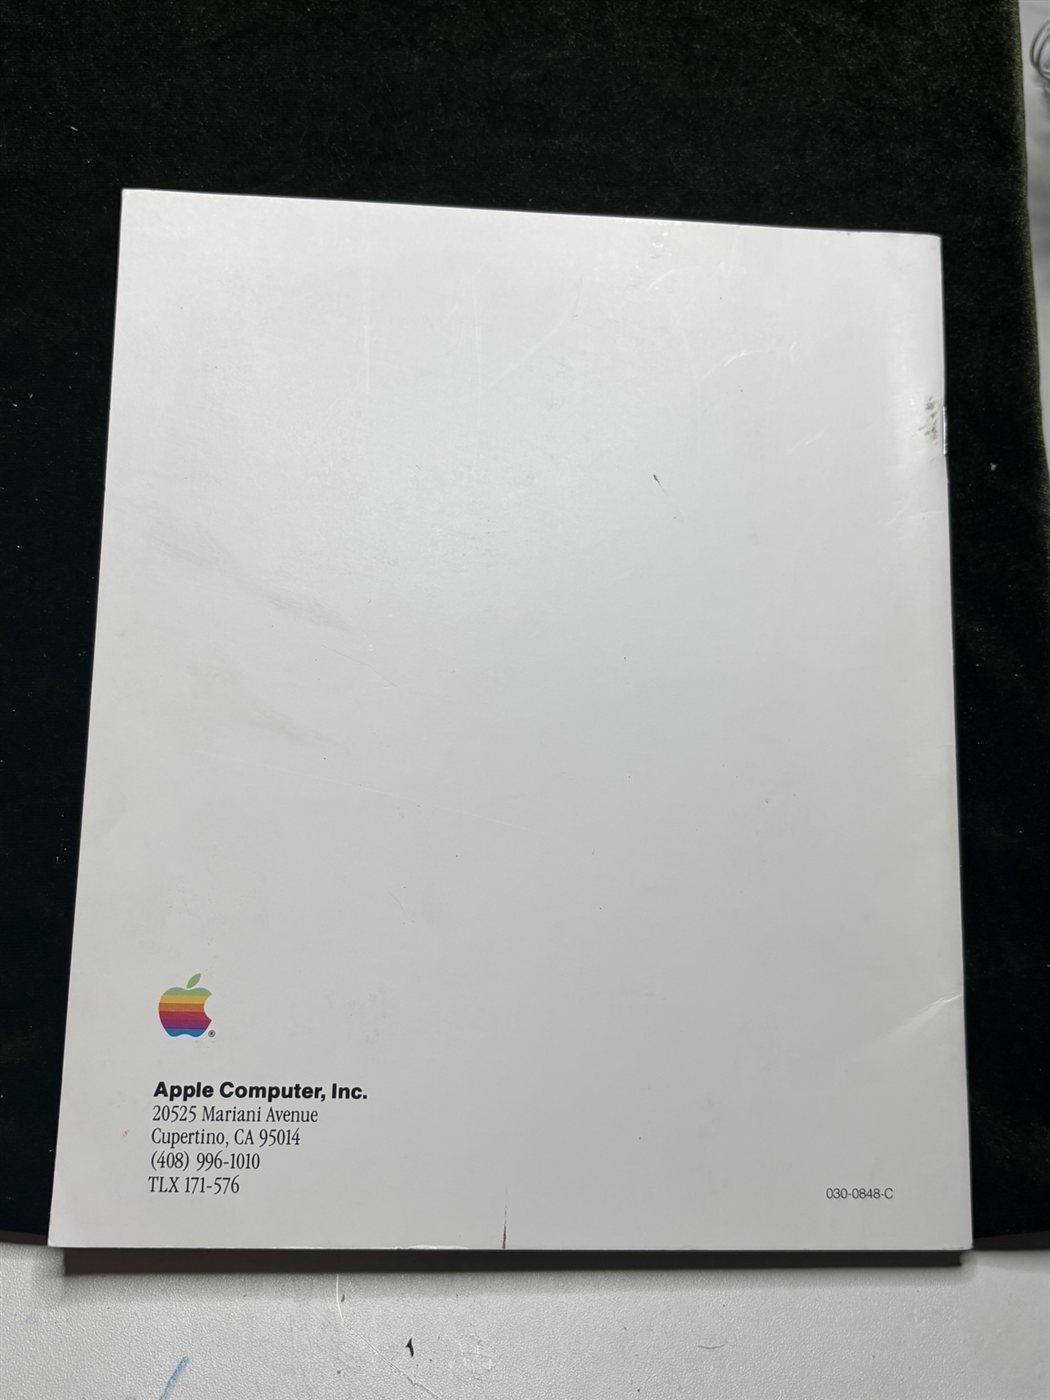 ®
Apple Computer, Inc.
20525 Mariani Avenue
Cupertino, CA 95014
(408) 996-1010
TLX 171-576
030-0848-C